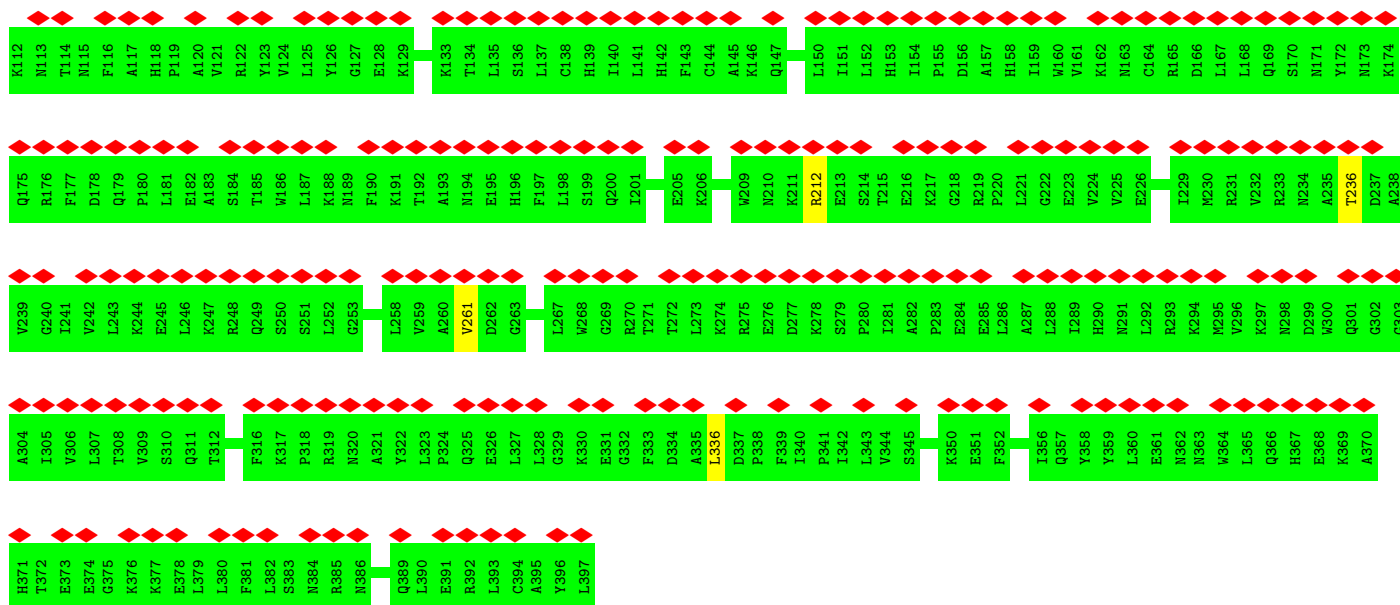 K112 N113 T114 N115 F116 A117 H118 P119 A120 V121 R122 Y123 V124 L125 Y126 G127 E128 K129 K133 T134 L135 S136 L137 C138 H139 I140 L141 H142 F143 C144 A145 K146 Q147 L150 I151 L152 H153 I154 P155 D156 A157 H158 I159 W160 V161 K162 N163 C164 R165 D166 L167 L168 Q169 S170 N171 Y172 N173 K174
Q175 R176 F177 D178 Q179 P180 L181 E182 A183 S184 T185 W186 L187 K188 N189 F190 K191 T192 A193 N194 E195 H196 F197 L198 S199 Q200 I201 E205 K206 W209 N210 K211 R212 E213 S214 T215 E216 K217 G218 R219 P220 L221 G222 E223 V224 V225 E226 I229 M230 R231 V232 R233 N234 A235 T236 D237 A238
V239 G240 I241 V242 L243 K244 E245 L246 K247 R248 Q249 S250 S251 L252 G253 L258 V259 A260 V261 D262 G263 L267 W268 G269 R270 T271 T272 L273 K274 R275 E276 D277 K278 S279 P280 I281 A282 P283 E284 E285 L286 A287 L288 I289 H290 N291 L292 R293 K294 M295 V296 K297 N298 D299 W300 Q301 G302
A304 I305 V306 L307 T308 V309 S310 Q311 T312 F316 K317 P318 R319 N320 A321 Y322 L323 P324 Q325 E326 L327 L328 G329 K330 E331 G332 F333 D334 A335 L336 D337 P338 F339 I340 P341 I342 L343 V344 S345 K350 E351 F352 I356 Q357 Y358 Y359 L360 E361 N362 N363 W364 L365 Q366 H367 E368 K369 A370
H371 T372 E373 E374 G375 K376 K377 E378 L379 L380 F381 L382 S383 N384 R385 N386 Q389 L390 E391 R392 L393 C394 A395 Y396 L397